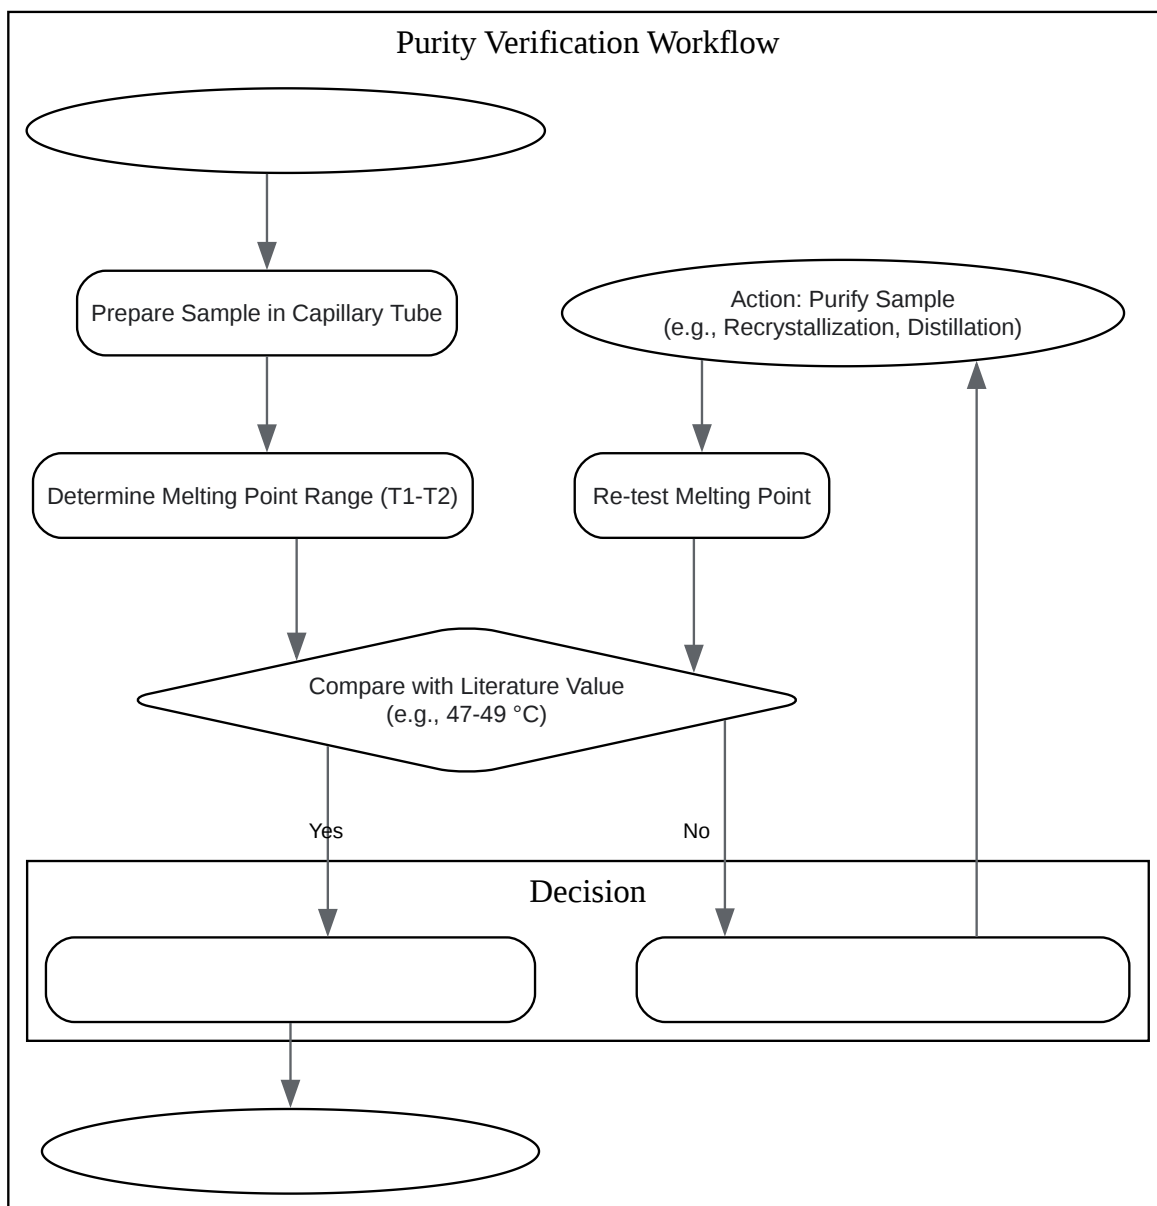 Purity Verification Workflow
Prepare Sample in Capillary Tube
Action: Purify Sample
(e.g., Recrystallization, Distillation)
Determine Melting Point Range (T1-T2)
Re-test Melting Point
Compare with Literature Value
(e.g., 47-49 °C)
Yes
No
Decision